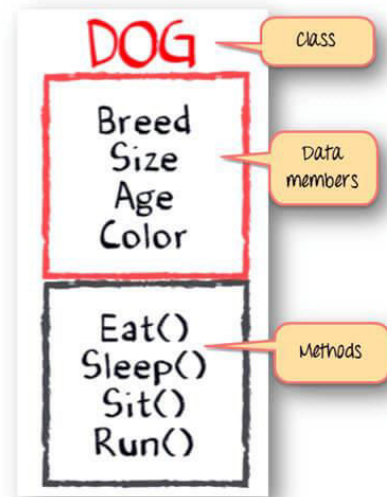 DOG
Class
Breed
Size
Age
Color
Data
members
Eat()
Sleep()
Sit()
Run()
Methods